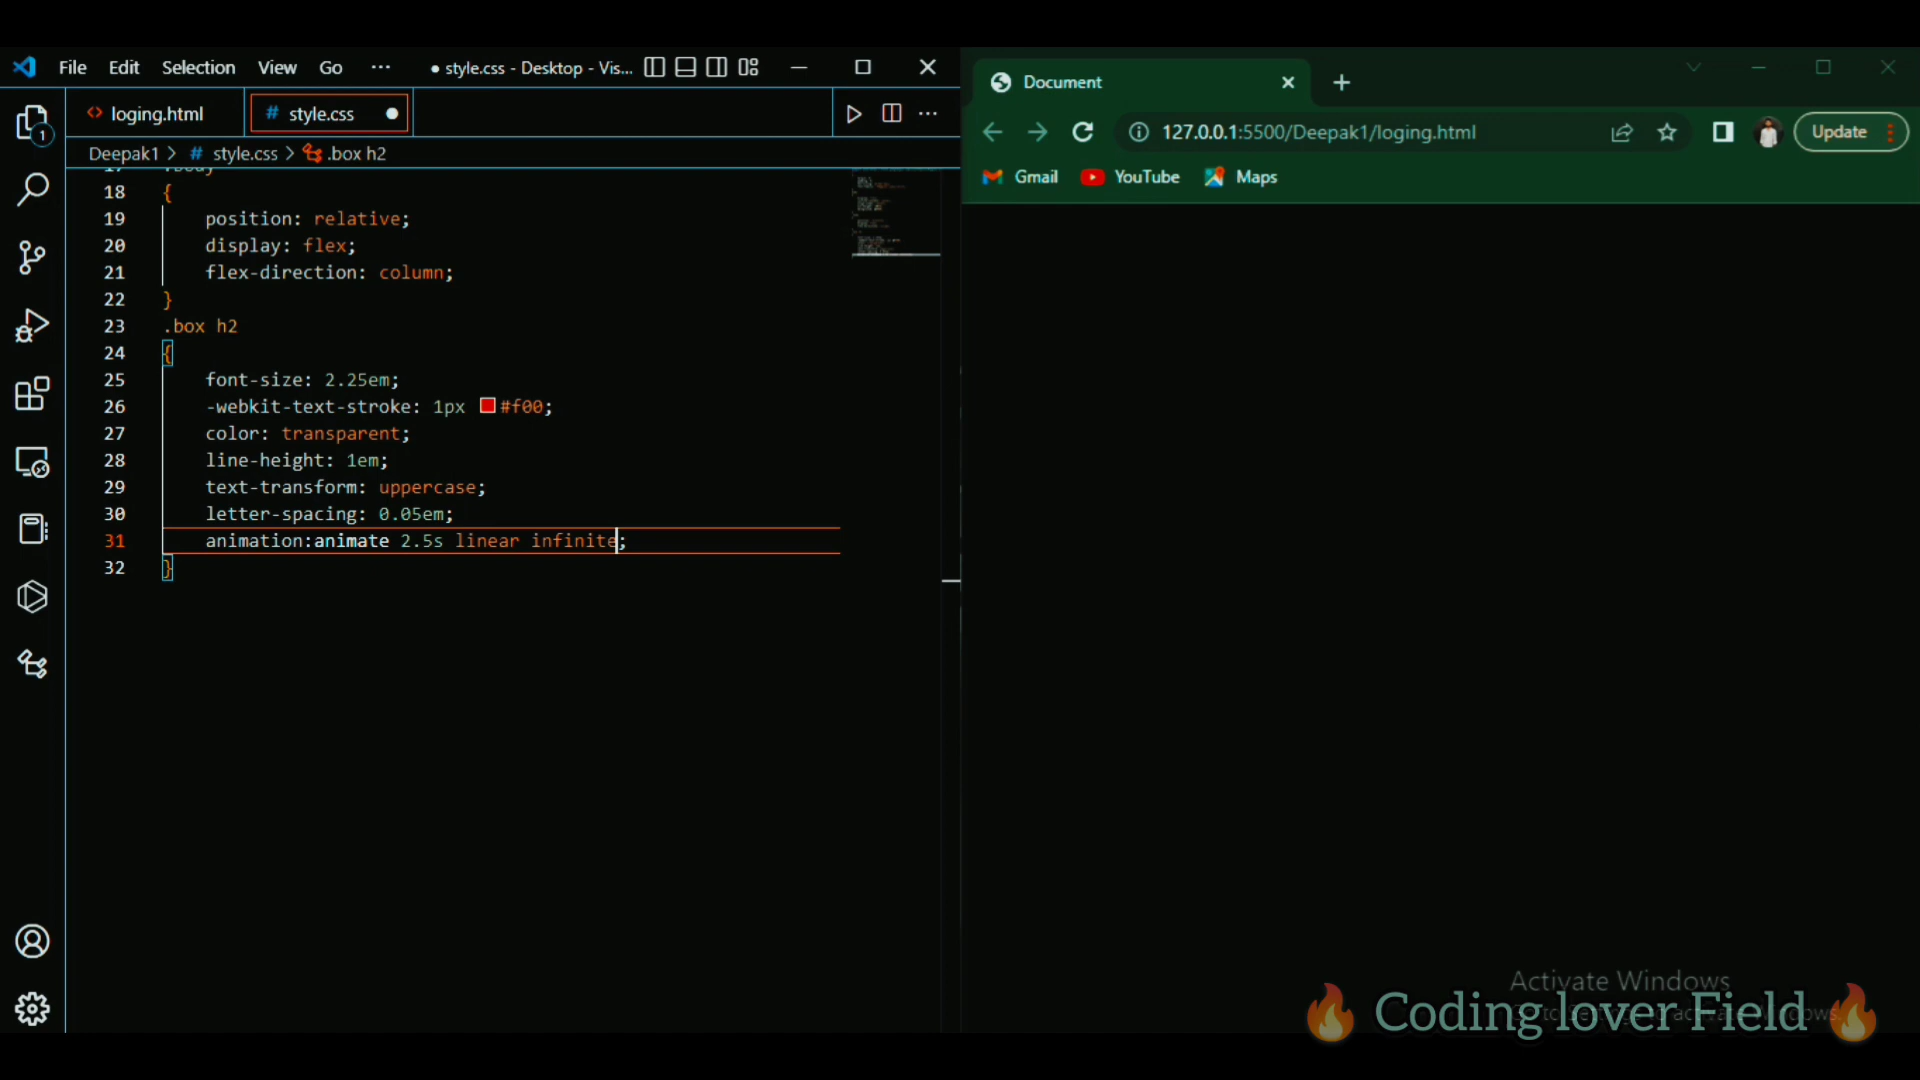 File Edit Selection View Go ··· ● style.css - Desktop - Vis...
loging.html # style.css ●
Deepak1 > # style.css > .box h2
18 {
19 position: relative;
20 display: flex;
21 flex-direction: column;
22 }
23 .box h2
24 {
25 font-size: 2.25em;
26 -webkit-text-stroke: 1px #f00;
27 color: transparent;
28 line-height: 1em;
29 text-transform: uppercase;
30 letter-spacing: 0.05em;
31 animation:animate 2.5s linear infinite;
32 }
1
Document
127.0.0.1:5500/Deepak1/loging.html
Update
Gmail YouTube Maps
Activate Windows
🔥 Coding lover Field 🔥